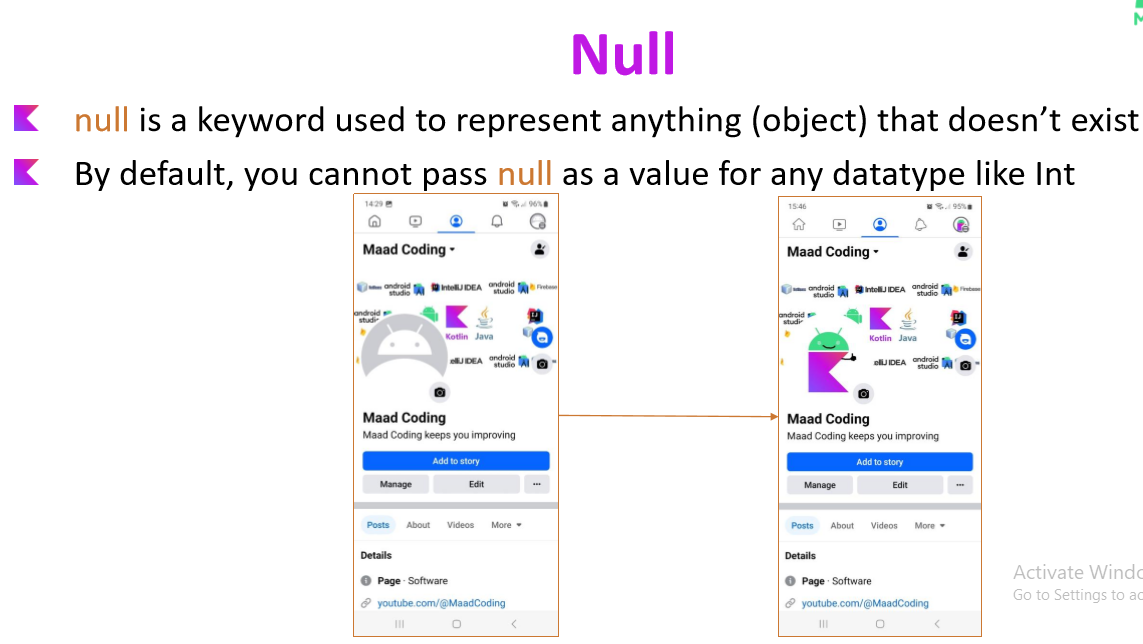 Null
null is a keyword used to represent anything (object) that doesn't exist
By default, you cannot pass null as a value for any datatype like Int
14:29
96%
Maad Coding
android studio
IntelliJ IDEA
android studio
Firebase
android
Kotlin
Java
elliJ IDEA
android studio
Maad Coding
Maad Coding keeps you improving
Add to story
Manage
Edit
Posts
About
Videos
More
Details
Page · Software
youtube.com/@MaadCoding
15:46
95%
Maad Coding
android studio
IntelliJ IDEA
android studio
Firebase
android
Kotlin
Java
elliJ IDEA
android studio
Maad Coding
Maad Coding keeps you improving
Add to story
Manage
Edit
Posts
About
Videos
More
Details
Page · Software
youtube.com/@MaadCoding
Activate Windo
Go to Settings to ac